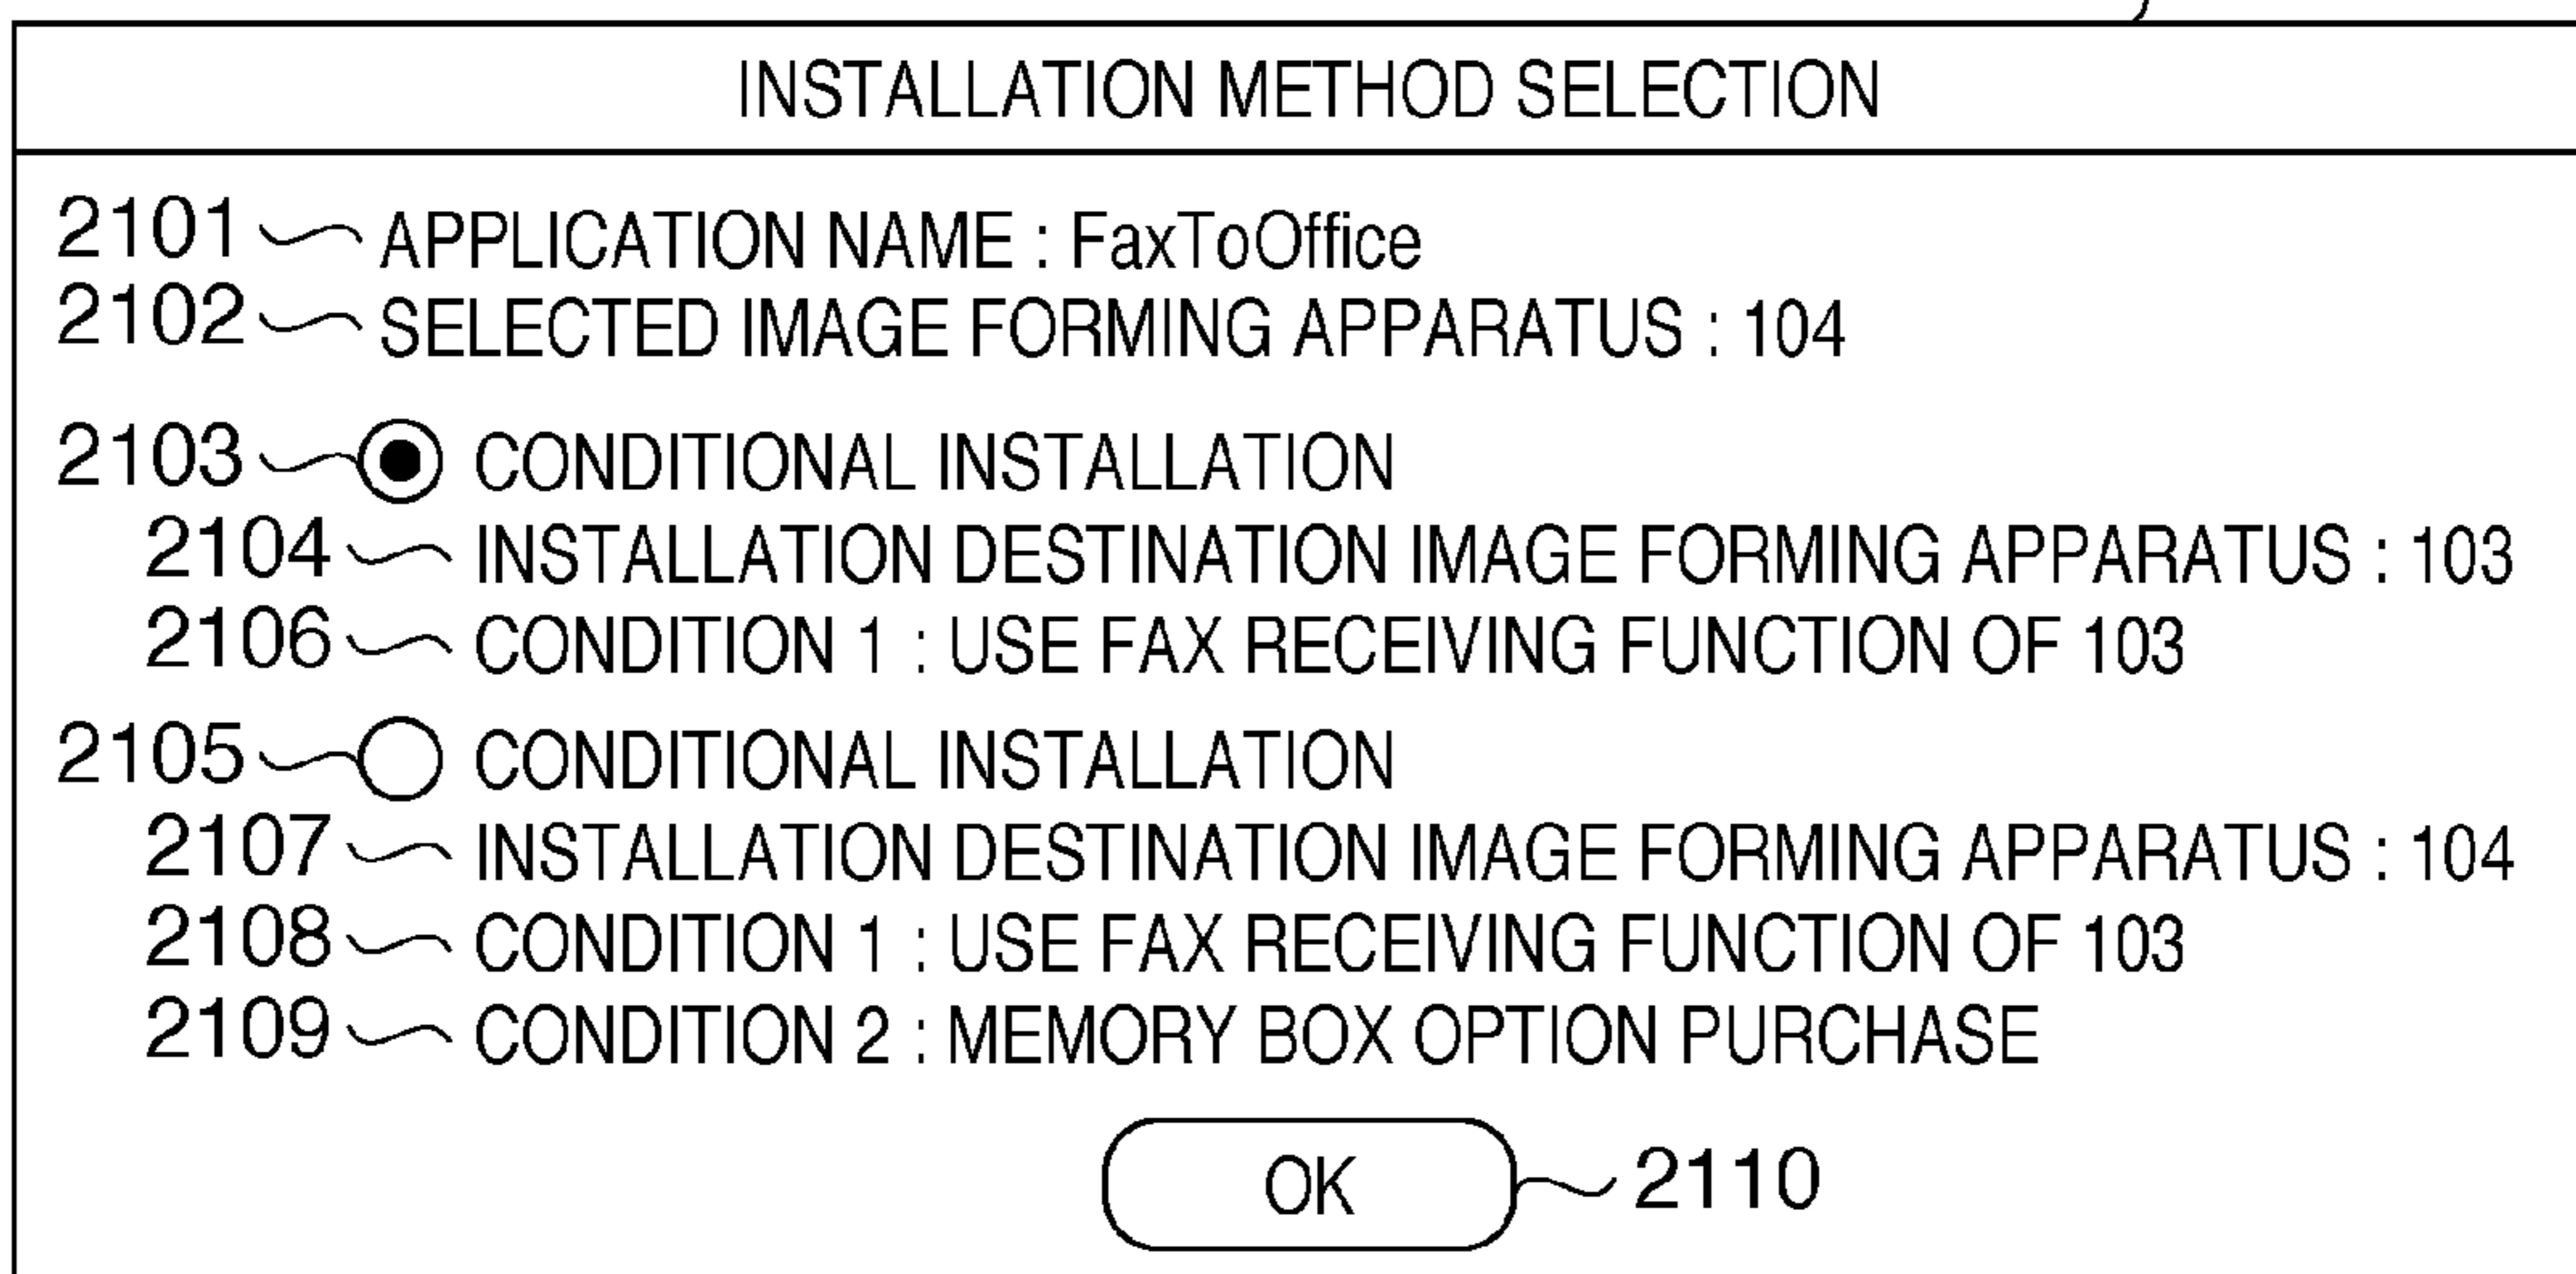 INSTALLATION METHOD SELECTION
2101 APPLICATION NAME : FaxToOffice
2102 SELECTED IMAGE FORMING APPARATUS : 104
2103 CONDITIONAL INSTALLATION
2104 INSTALLATION DESTINATION IMAGE FORMING APPARATUS : 103
2106 CONDITION 1 : USE FAX RECEIVING FUNCTION OF 103
2105 CONDITIONAL INSTALLATION
2107 INSTALLATION DESTINATION IMAGE FORMING APPARATUS : 104
2108 CONDITION 1 : USE FAX RECEIVING FUNCTION OF 103
2109 CONDITION 2 : MEMORY BOX OPTION PURCHASE
OK 2110